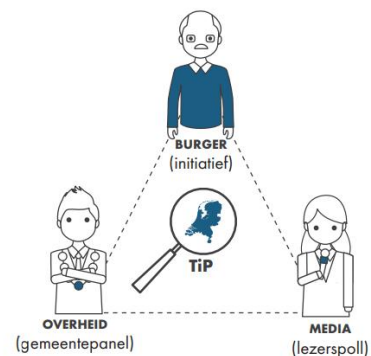 BURGER
(initiatief)
TiP
OVERHEID
(gemeentepanel)
MEDIA
(lezerspoll)